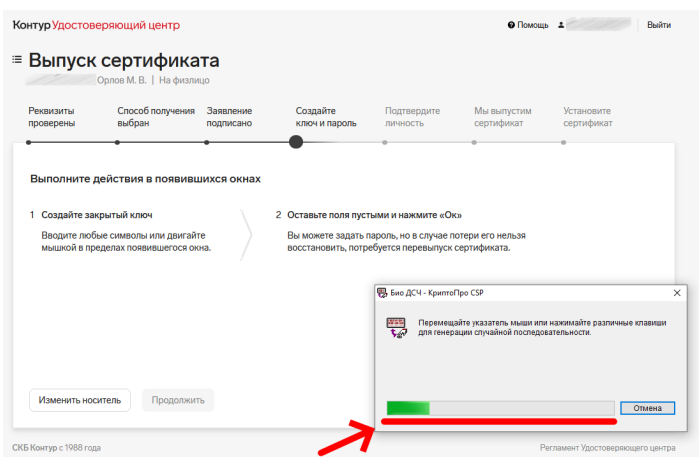 Контур Удостоверяющий центр
Помощь
Выйти
Выпуск сертификата
Орлов М. В. | На физлицо
Реквизиты проверены
Способ получения выбран
Заявление подписано
Создайте ключ и пароль
Подтвердите личность
Мы выпустим сертификат
Установите сертификат
Выполните действия в появившихся окнах
1 Создайте закрытый ключ
Вводите любые символы или двигайте
мышкой в пределах появившегося окна.
2 Оставьте поля пустыми и нажмите «Ок»
Вы можете задать пароль, но в случае потери его нельзя
восстановить, потребуется перевыпуск сертификата.
Био ДСЧ - КриптоПро CSP
Перемещайте указатель мыши или нажимайте различные клавиши
для генерации случайной последовательности.
Отмена
Изменить носитель
Продолжить
СКБ Контур с 1988 года
Регламент Удостоверяющего центра